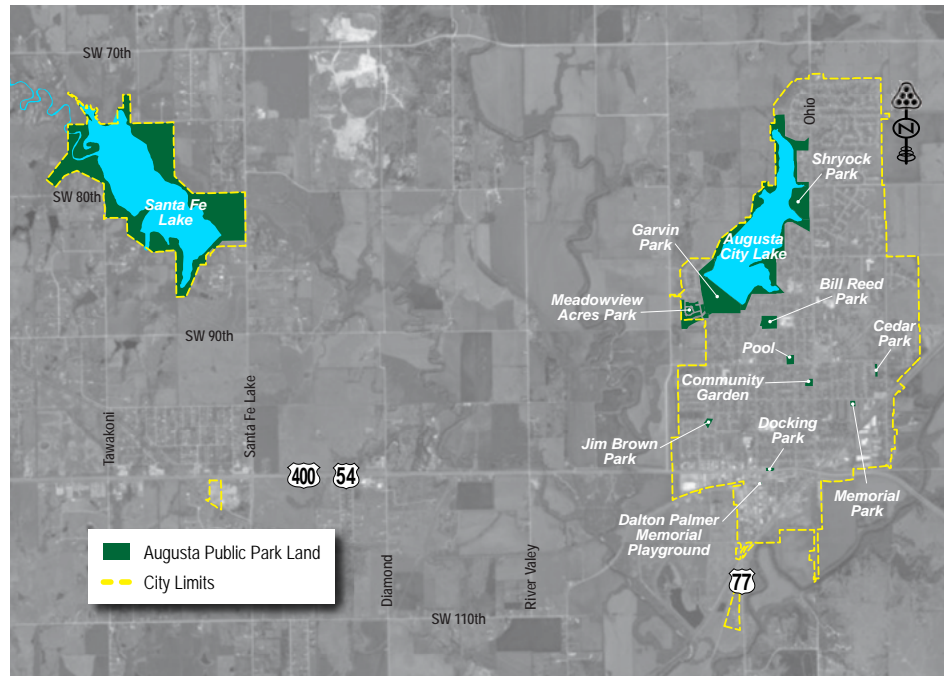 SW 70th
Ohio
N
Shryock
Park
SW 80th
Santa Fe
Lake
Garvin
Park
Augusta
City Lake
Bill Reed
Park
Meadowview
Acres Park
SW 90th
Cedar
Park
Pool
Community
Garden
Tawakoni
Santa Fe Lake
Docking
Park
Jim Brown
Park
400
54
Memorial
Park
Dalton Palmer
Memorial
Playground
Augusta Public Park Land
City Limits
Diamond
River Valey
77
SW 110th